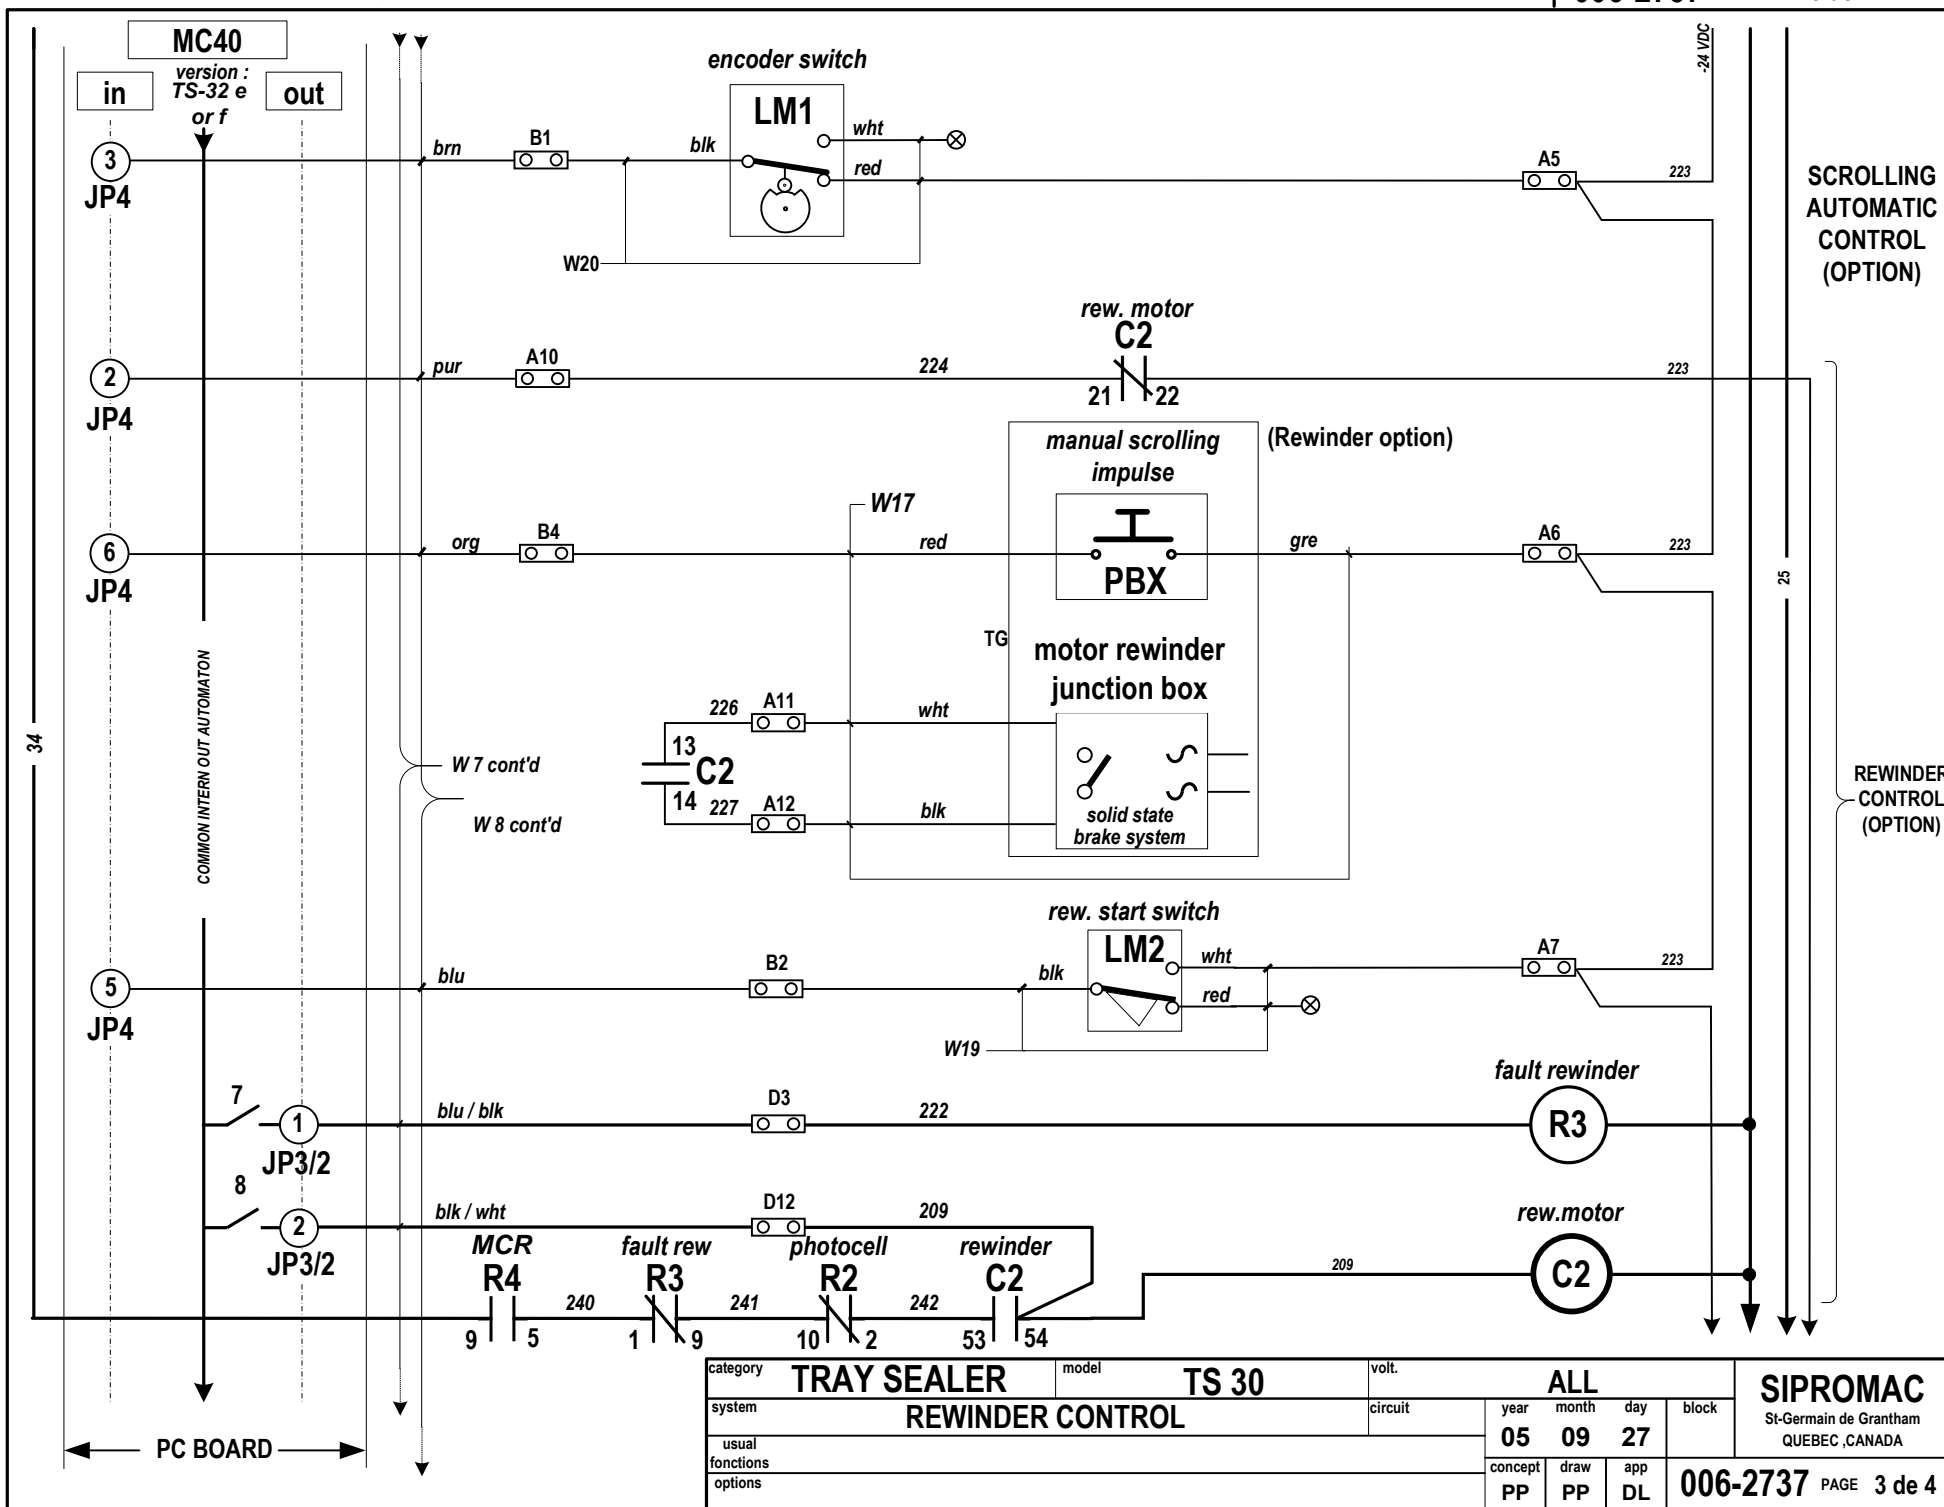 MC40
version :
TS-32 e
or f
in
out
encoder switch
LM1
-24 VDC
3
JP4
brn
B1
blk
wht
red
A5
223
W20
SCROLLING
AUTOMATIC
CONTROL
(OPTION)
rew. motor
C2
2
JP4
pur
A10
224
21
22
223
manual scrolling
impulse
(Rewinder option)
W17
6
JP4
org
B4
red
PBX
gre
A6
223
25
TG
motor rewinder
junction box
COMMON INTERN OUT AUTOMATON
34
226
A11
wht
13
C2
14
227
A12
blk
solid state
brake system
W 7 cont'd
W 8 cont'd
REWINDER
CONTROL
(OPTION)
rew. start switch
LM2
5
JP4
blu
B2
blk
wht
red
A7
223
W19
fault rewinder
7
1
JP3/2
blu / blk
D3
222
R3
8
2
JP3/2
blk / wht
D12
209
rew.motor
C2
209
MCR
R4
9
5
240
fault rew
R3
1
9
241
photocell
R2
10
2
242
rewinder
C2
53
54
PC BOARD
category
TRAY SEALER
model
TS 30
volt.
ALL
SIPROMAC
St-Germain de Grantham
QUEBEC ,CANADA
system
REWINDER CONTROL
circuit
year
month
day
block
05
09
27
usual
fonctions
options
concept
draw
app
PP
PP
DL
006-2737 PAGE 3 de 4